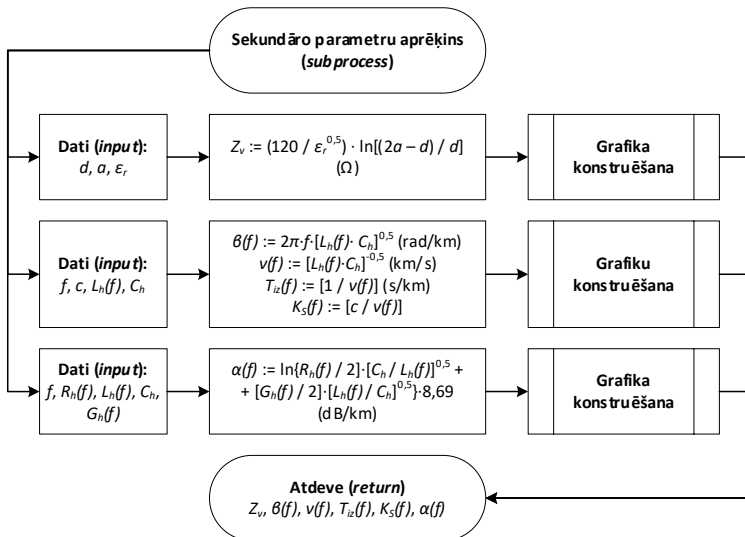 Sekundāro parametru aprēķins
(subprocess)
Dati (input):
d, a, εr
Zv := (120 / εr^0,5) · ln[(2a – d) / d]
(Ω)
Grafika
konstruēšana
Dati (input):
f, c, Lh(f), Ch
β(f) := 2π·f·[Lh(f)· Ch]^0,5 (rad/km)
v(f) := [Lh(f)·Ch]^-0,5 (km/s)
Tiz(f) := [1 / v(f)] (s/km)
KS(f) := [c / v(f)]
Grafiku
konstruēšana
Dati (input):
f, Rh(f), Lh(f), Ch,
Gh(f)
α(f) := ln{Rh(f) / 2]·[Ch / Lh(f)]^0,5 +
+ [Gh(f) / 2]·[Lh(f) / Ch]^0,5}·8,69
(dB/km)
Grafika
konstruēšana
Atdeve (return)
Zv, β(f), v(f), Tiz(f), KS(f), α(f)